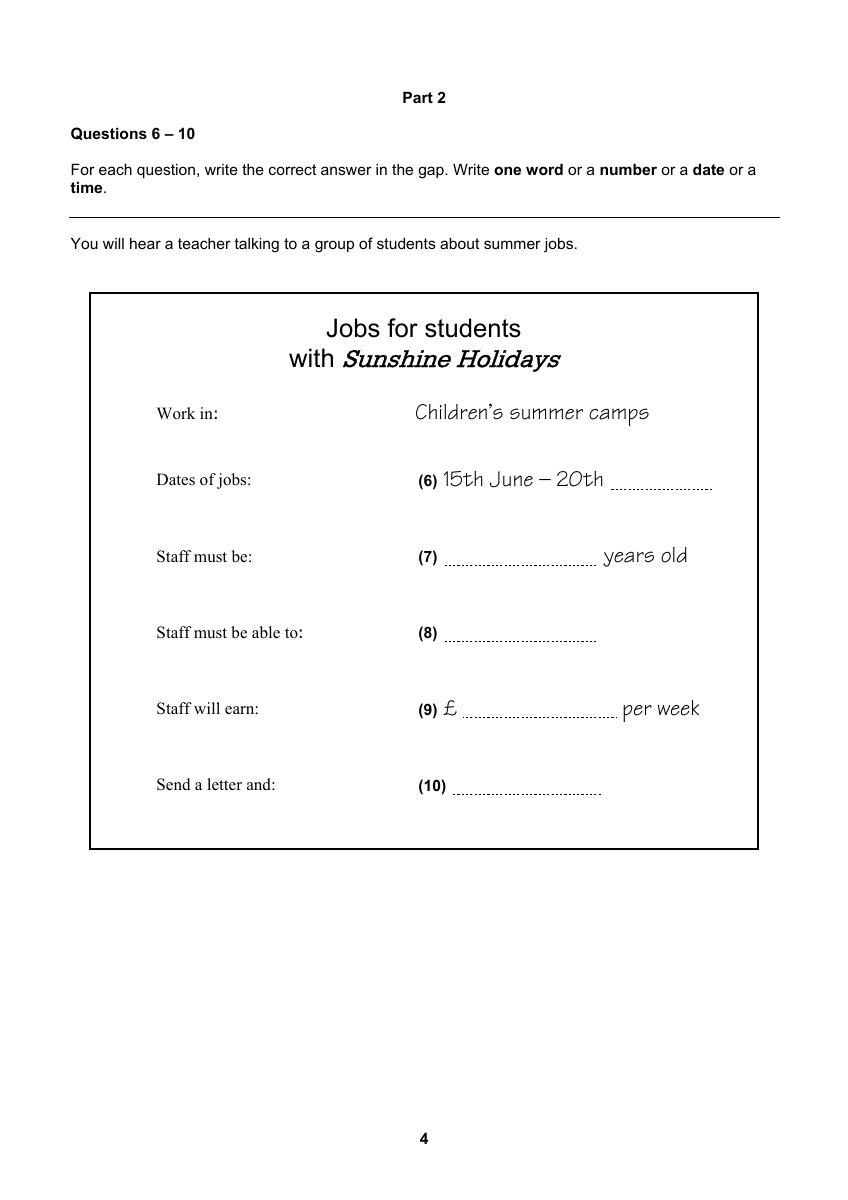 Part 2
Questions 6 – 10
For each question, write the correct answer in the gap. Write one word or a number or a date or a
time.
You will hear a teacher talking to a group of students about summer jobs.
Jobs for students
with Sunshine Holidays
Work in: Children's summer camps
Dates of jobs: (6) 15th June – 20th ....................
Staff must be: (7) .............................. years old
Staff must be able to: (8) ..............................
Staff will earn: (9) £ .............................. per week
Send a letter and: (10) ..............................
4